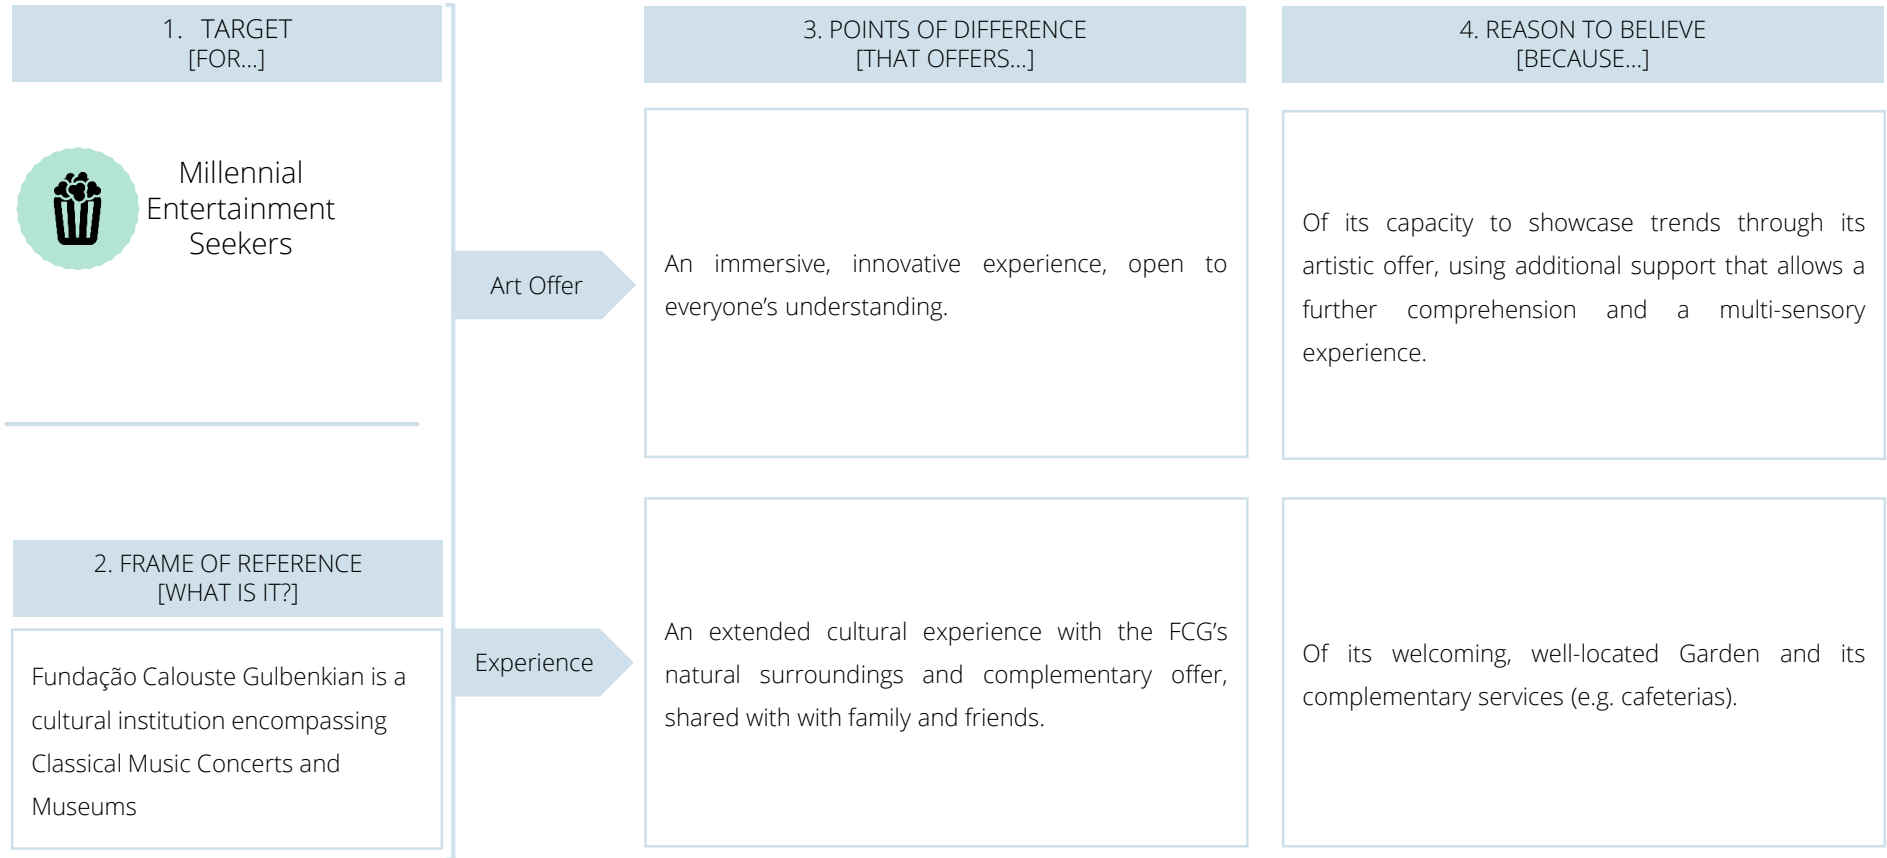 1. TARGET
[FOR...]
Millennial
Entertainment
Seekers
2. FRAME OF REFERENCE
[WHAT IS IT?]
Fundação Calouste Gulbenkian is a
cultural institution encompassing
Classical Music Concerts and
Museums
3. POINTS OF DIFFERENCE
[THAT OFFERS...]
4. REASON TO BELIEVE
[BECAUSE...]
Art Offer
An immersive, innovative experience, open to
everyone’s understanding.
Of its capacity to showcase trends through its
artistic offer, using additional support that allows a
further comprehension and a multi-sensory
experience.
Experience
An extended cultural experience with the FCG’s
natural surroundings and complementary offer,
shared with with family and friends.
Of its welcoming, well-located Garden and its
complementary services (e.g. cafeterias).